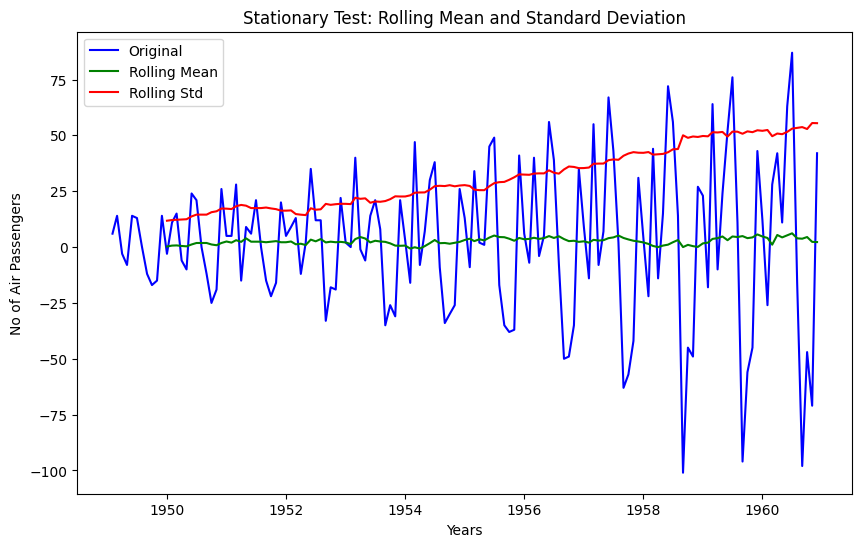 Stationary Test: Rolling Mean and Standard Deviation
Original
Rolling Mean
Rolling Std
No of Air Passengers
75
50
25
0
−25
−50
−75
−100
1950 1952 1954 1956 1958 1960
Years